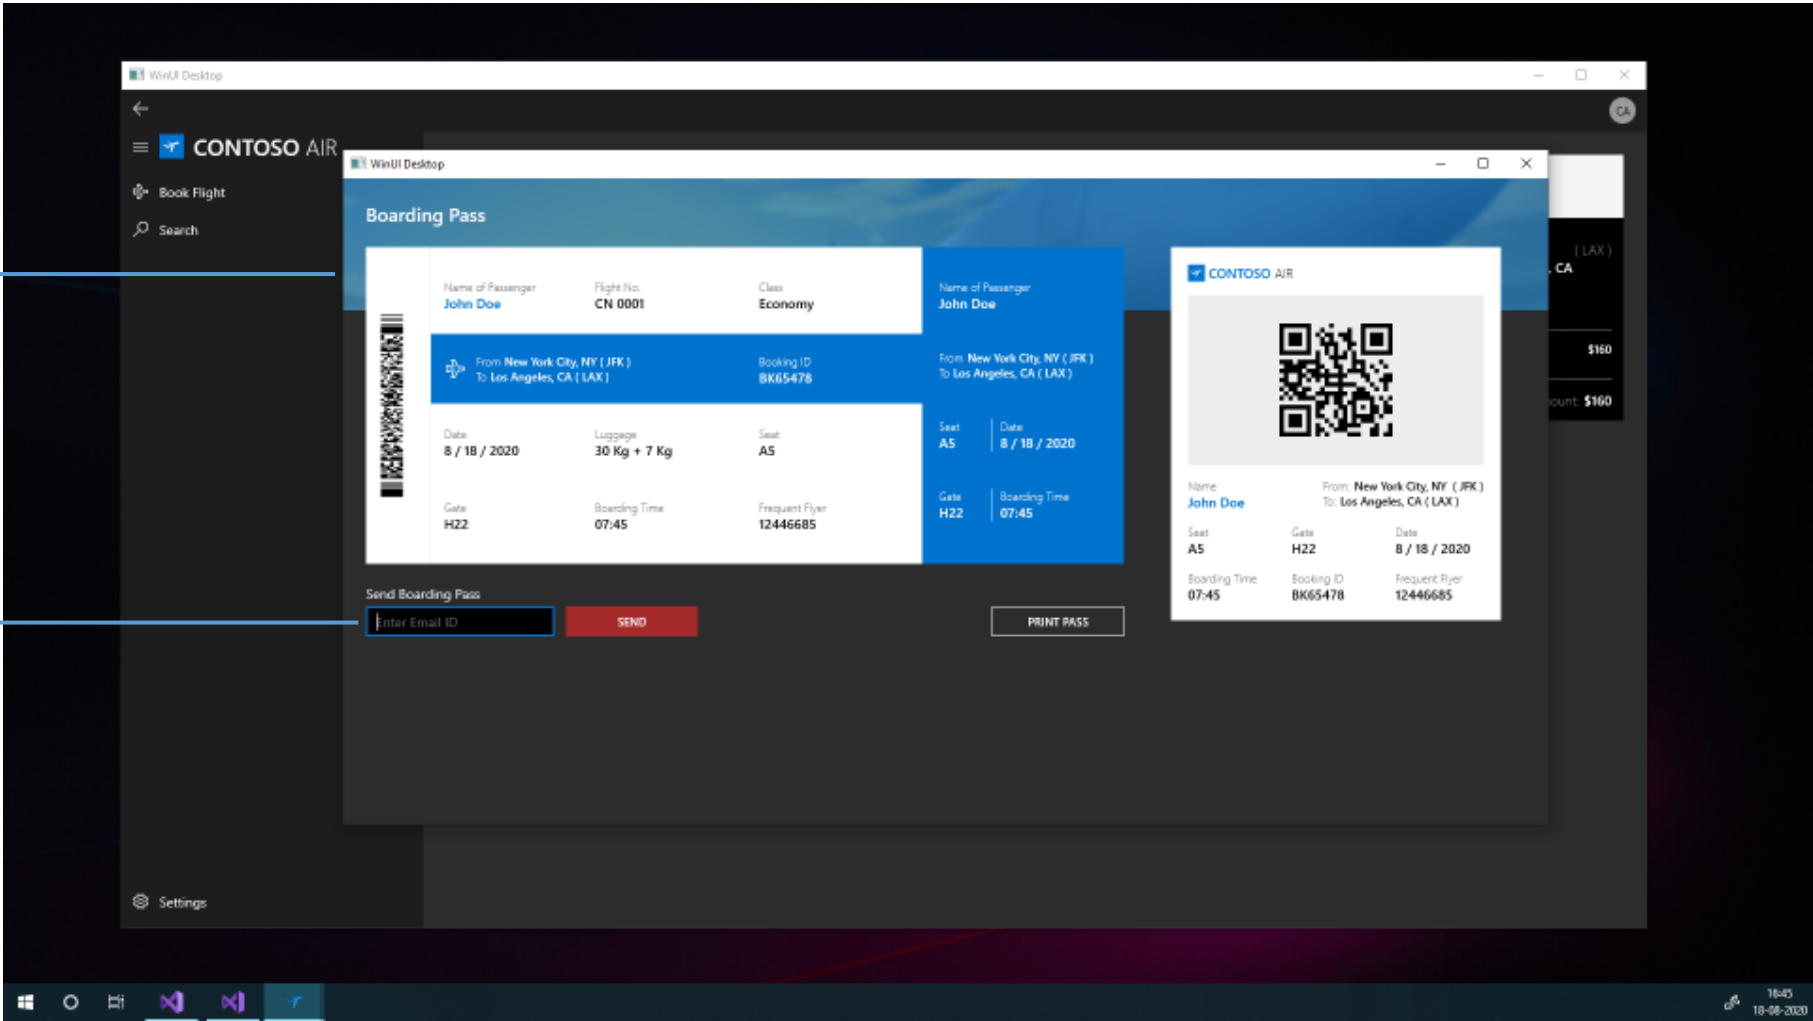 WinUI Desktop
CA
CONTOSO AIR
Book Flight
Search
WinUI Desktop
Boarding Pass
Name of Passenger
John Doe
Flight No.
CN 0001
Class
Economy
From New York City, NY ( JFK )
To Los Angeles, CA ( LAX )
Booking ID
BK65478
Date
8 / 18 / 2020
Luggage
30 Kg + 7 Kg
Seat
A5
Gate
H22
Boarding Time
07:45
Frequent Flyer
12446685
Name of Passenger
John Doe
From New York City, NY ( JFK )
To Los Angeles, CA ( LAX )
Seat
A5
Date
8 / 18 / 2020
Gate
H22
Boarding Time
07:45
CONTOSO AIR
Name
John Doe
From: New York City, NY ( JFK )
To: Los Angeles, CA ( LAX )
Seat
A5
Gate
H22
Date
8 / 18 / 2020
Boarding Time
07:45
Booking ID
BK65478
Frequent Flyer
12446685
Send Boarding Pass
Enter Email ID
SEND
PRINT PASS
( LAX )
, CA
$160
ount: $160
Settings
16:45
18-08-2020